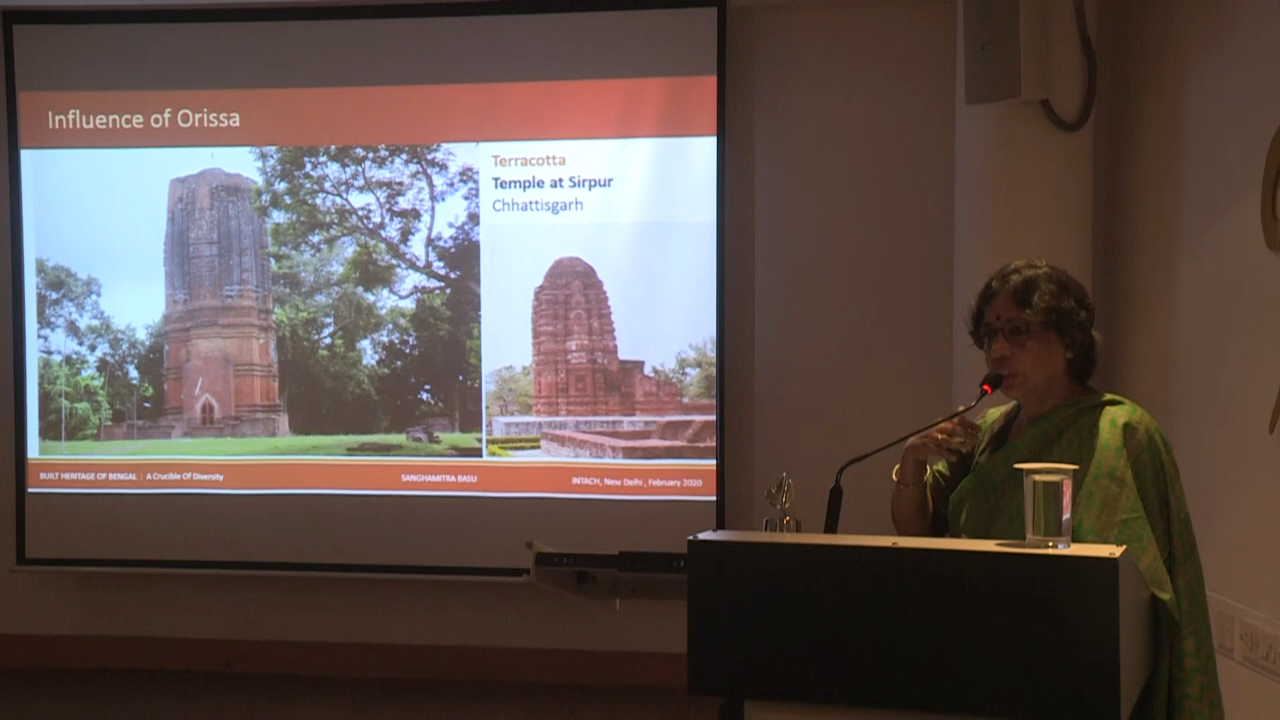 Influence of Orissa
Terracotta
Temple at Sirpur
Chhattisgarh
BUILT HERITAGE OF BENGAL : A Crucible Of Diversity
SANGHAMITRA BASU
INTACH, New Delhi , February 2020